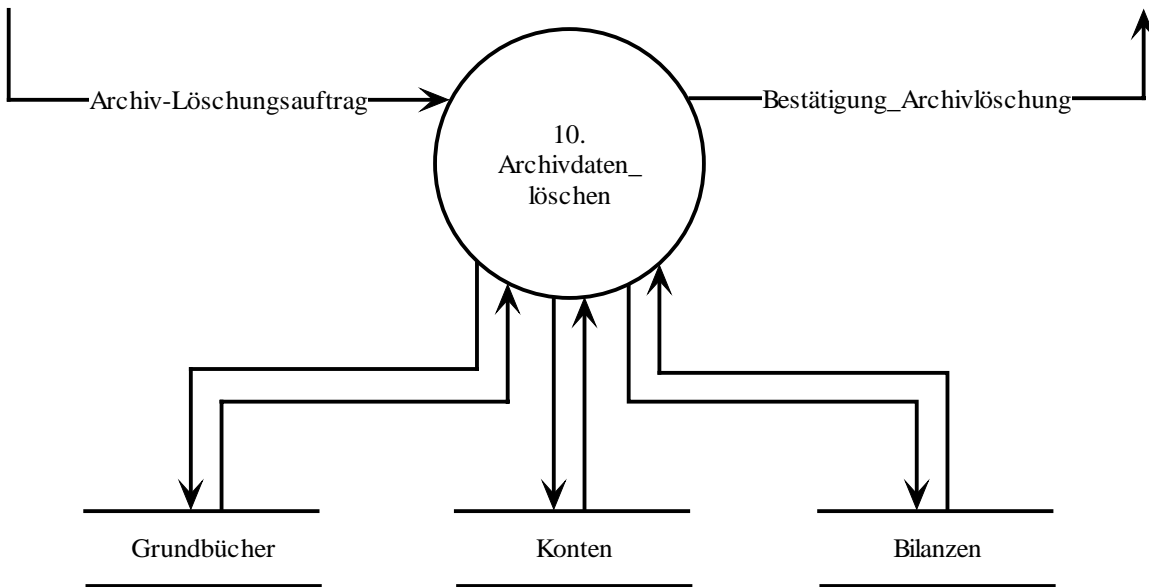 Archiv-Löschungsauftrag
Bestätigung_Archivlöschung
10.
Archivdaten_
löschen
Grundbücher
Konten
Bilanzen